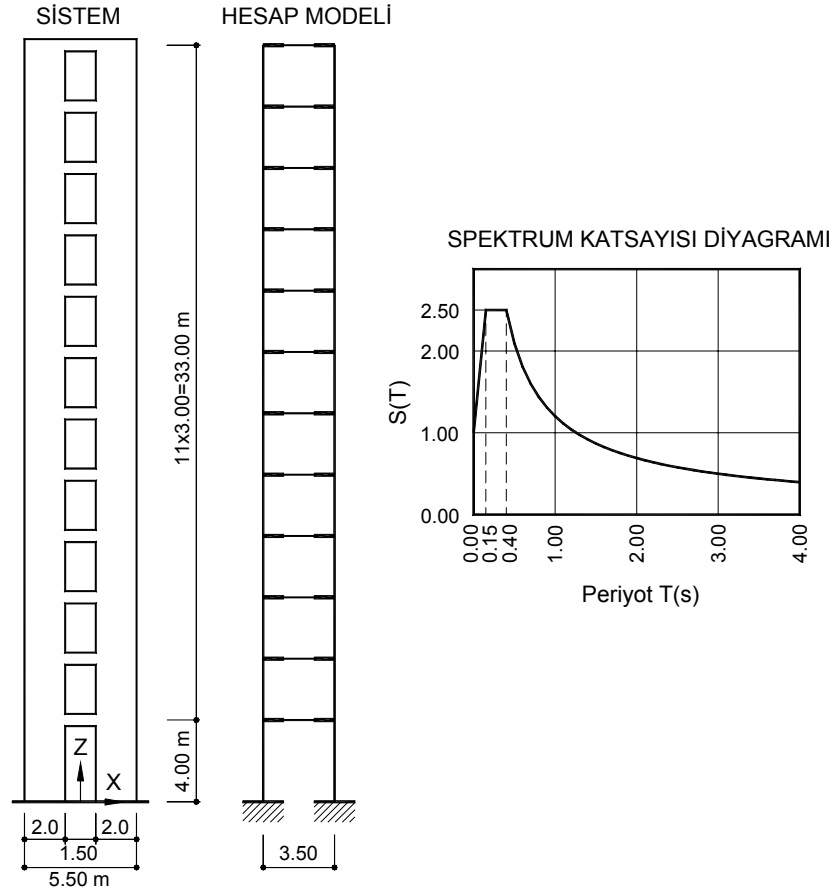 SİSTEM
HESAP MODELİ
11x3.00=33.00 m
4.00 m
Z
X
2.0
2.0
1.50
5.50 m
3.50
SPEKTRUM KATSAYISI DİYAGRAMI
S(T)
2.50
2.00
1.00
0.00
0.00
0.15
0.40
1.00
2.00
3.00
4.00
Periyot T(s)